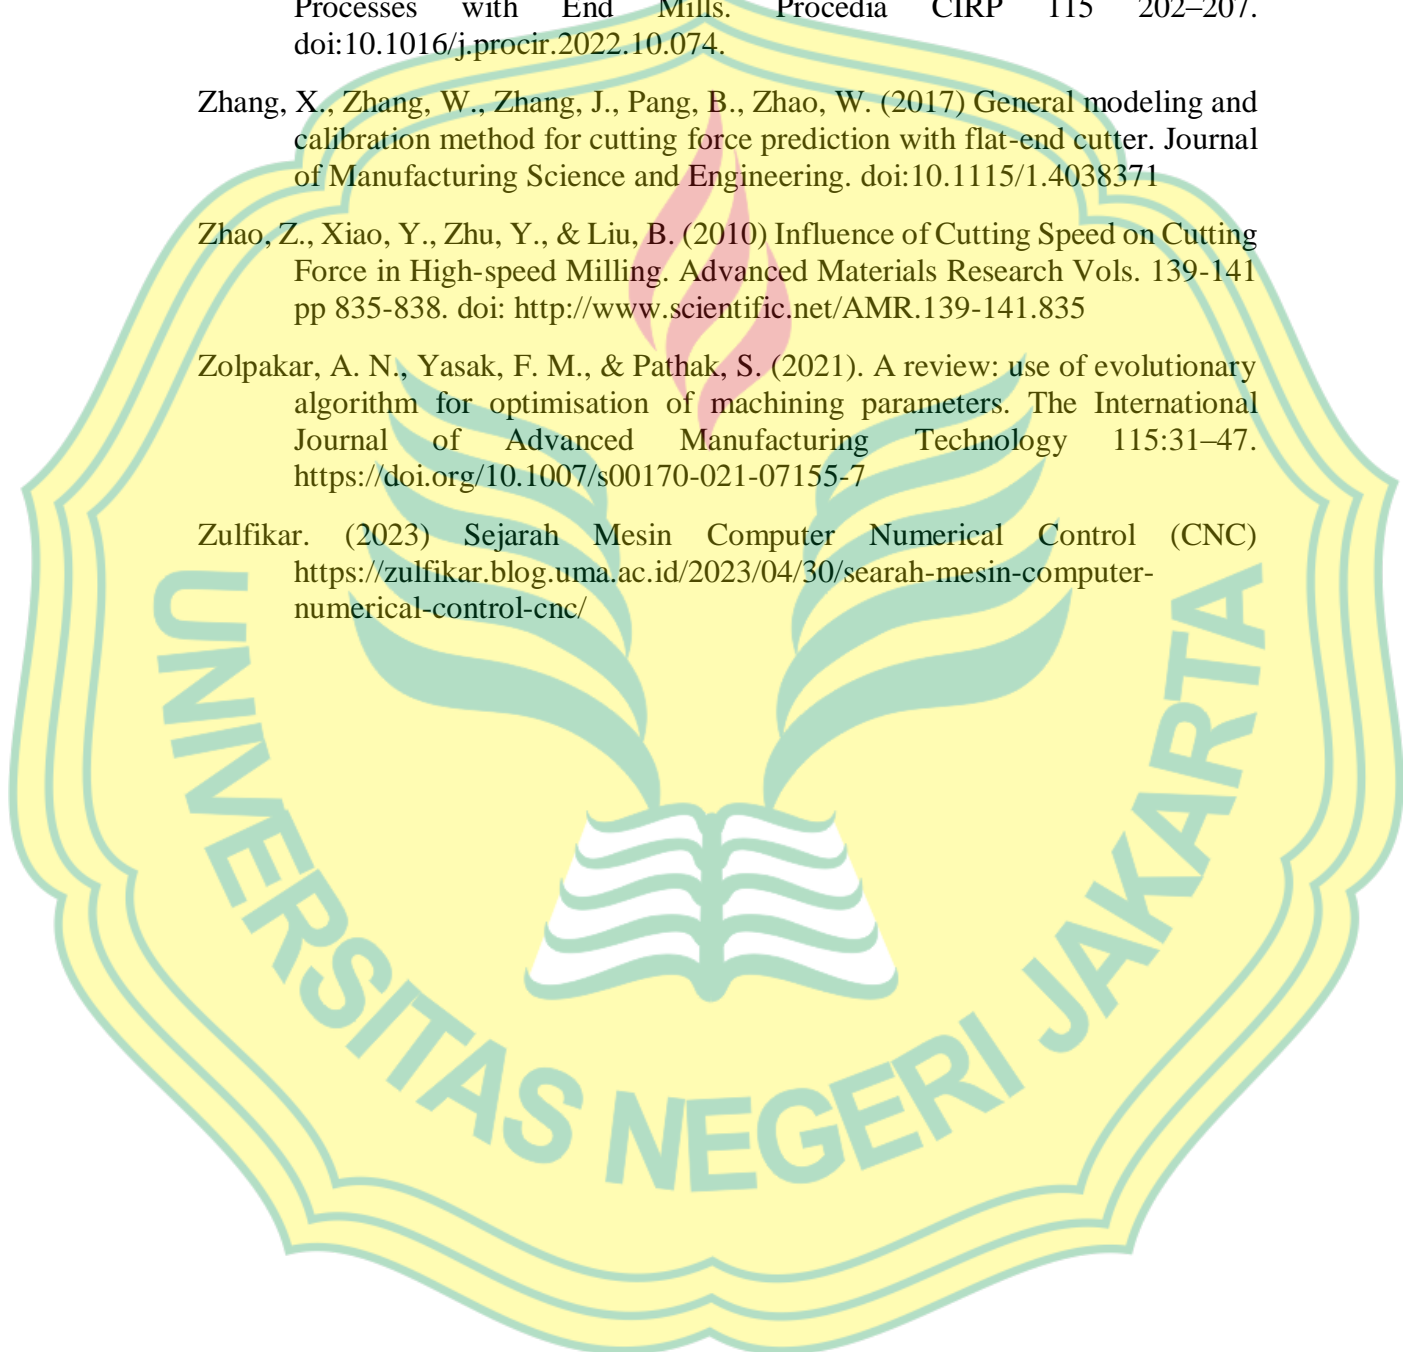 Processes with End Mills. Procedia CIRP 115 202–207.
doi:10.1016/j.procir.2022.10.074.
Zhang, X., Zhang, W., Zhang, J., Pang, B., Zhao, W. (2017) General modeling and
calibration method for cutting force prediction with flat-end cutter. Journal
of Manufacturing Science and Engineering. doi:10.1115/1.4038371
Zhao, Z., Xiao, Y., Zhu, Y., & Liu, B. (2010) Influence of Cutting Speed on Cutting
Force in High-speed Milling. Advanced Materials Research Vols. 139-141
pp 835-838. doi: http://www.scientific.net/AMR.139-141.835
Zolpakar, A. N., Yasak, F. M., & Pathak, S. (2021). A review: use of evolutionary
algorithm for optimisation of machining parameters. The International
Journal of Advanced Manufacturing Technology 115:31–47.
https://doi.org/10.1007/s00170-021-07155-7
Zulfikar. (2023) Sejarah Mesin Computer Numerical Control (CNC)
https://zulfikar.blog.uma.ac.id/2023/04/30/searah-mesin-computer-
numerical-control-cnc/
UNIVERSITAS NEGERI JAKARTA